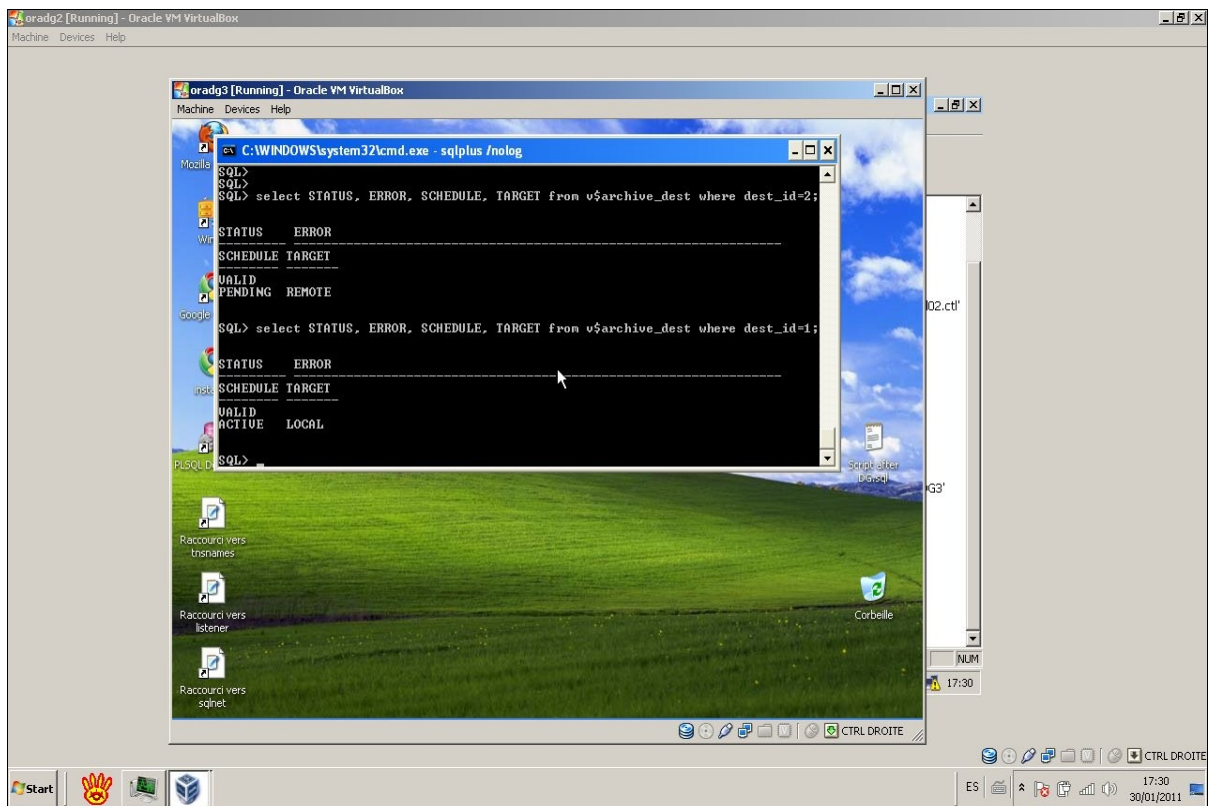 oradg2 [Running] - Oracle VM VirtualBox
Machine Devices Help
oradg3 [Running] - Oracle VM VirtualBox
Machine Devices Help
Mozilla
C:\WINDOWS\system32\cmd.exe - sqlplus /nolog
SQL>
SQL>
SQL> select STATUS, ERROR, SCHEDULE, TARGET from v$archive_dest where dest_id=2;
STATUS ERROR
SCHEDULE TARGET
VALID
PENDING REMOTE
SQL> select STATUS, ERROR, SCHEDULE, TARGET from v$archive_dest where dest_id=1;
STATUS ERROR
SCHEDULE TARGET
VALID
ACTIVE LOCAL
SQL>
Win
Google
insta
PLSQL D
l02.ctl'
Script after
DG.sql
G3'
Raccourci vers
tnsnames
Raccourci vers
listener
Raccourci vers
sqlnet
Corbeille
NUM
17:30
CTRL DROITE
CTRL DROITE
Start
ES
17:30
30/01/2011